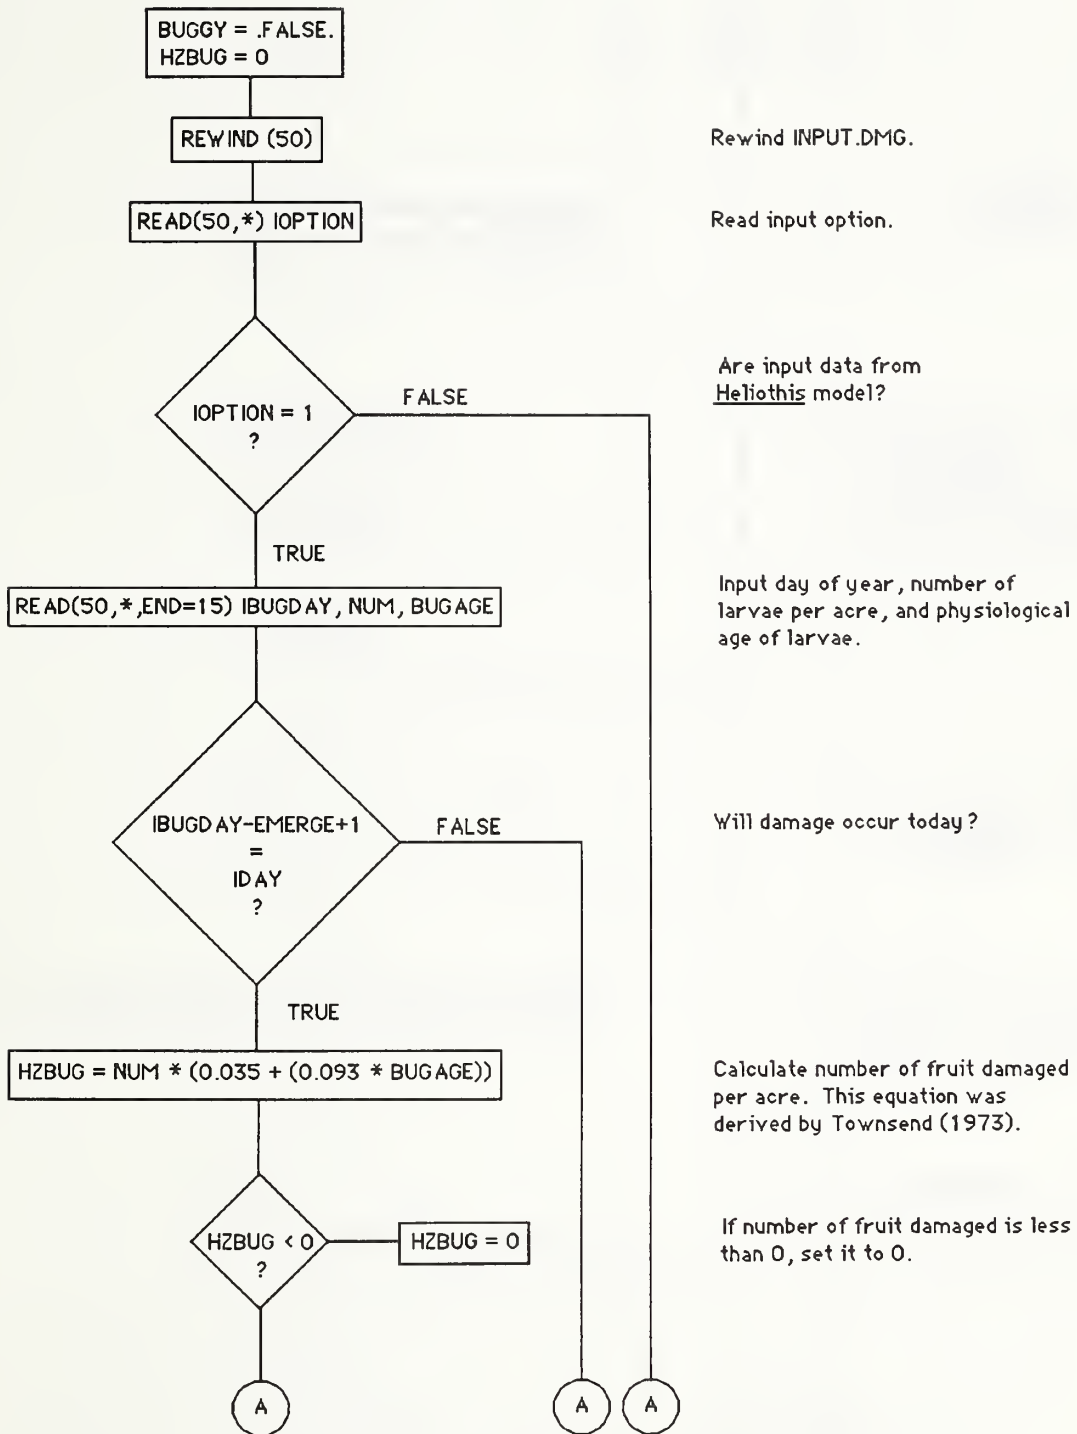 BUGGY = .FALSE.
HZBUG = 0
REWIND (50)
Rewind INPUT.DMG.
READ(50,*) IOPTION
Read input option.
IOPTION = 1
?
FALSE
Are input data from
Heliothis model?
TRUE
READ(50,*,END=15) IBUGDAY, NUM, BUGAGE
Input day of year, number of
larvae per acre, and physiological
age of larvae.
IBUGDAY-EMERGE+1
=
IDAY
?
FALSE
Will damage occur today?
TRUE
HZBUG = NUM * (0.035 + (0.093 * BUGAGE))
Calculate number of fruit damaged
per acre. This equation was
derived by Townsend (1973).
HZBUG < 0
?
HZBUG = 0
If number of fruit damaged is less
than 0, set it to 0.
A
A
A